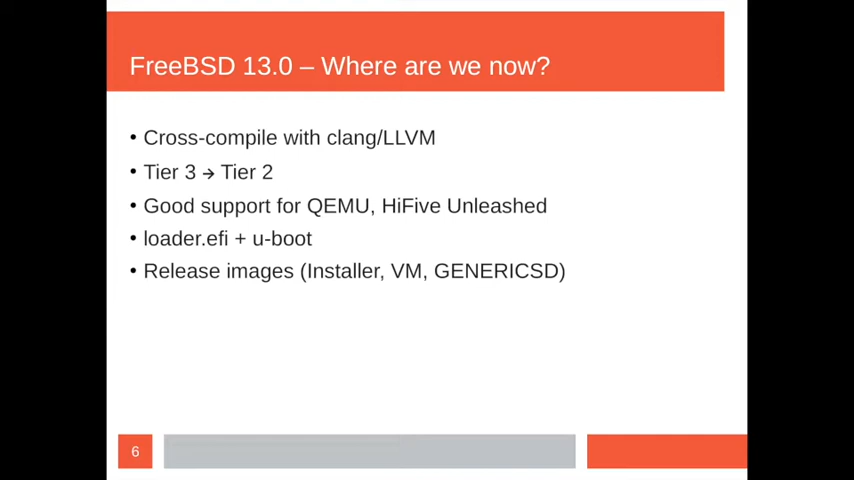 FreeBSD 13.0 – Where are we now?
• Cross-compile with clang/LLVM
• Tier 3 → Tier 2
• Good support for QEMU, HiFive Unleashed
• loader.efi + u-boot
• Release images (Installer, VM, GENERICSD)
6